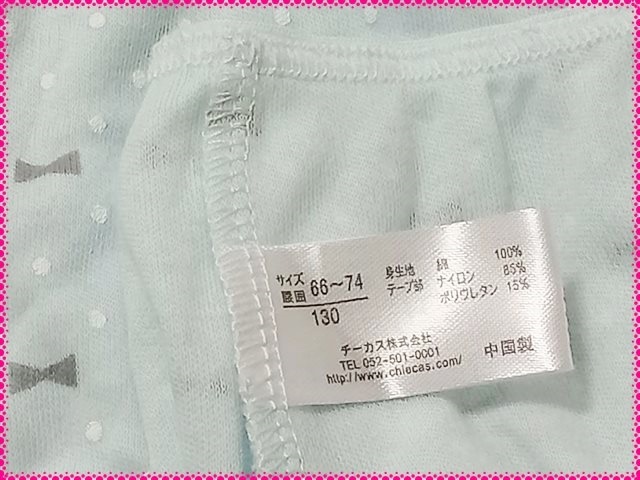 サイズ
腰囲 66～74
130
身生地 綿 100%
テープ部 ナイロン 85%
ポリウレタン 15%
チーカス株式会社
TEL 052-501-0001
http://www.chiecas.com/
中国製